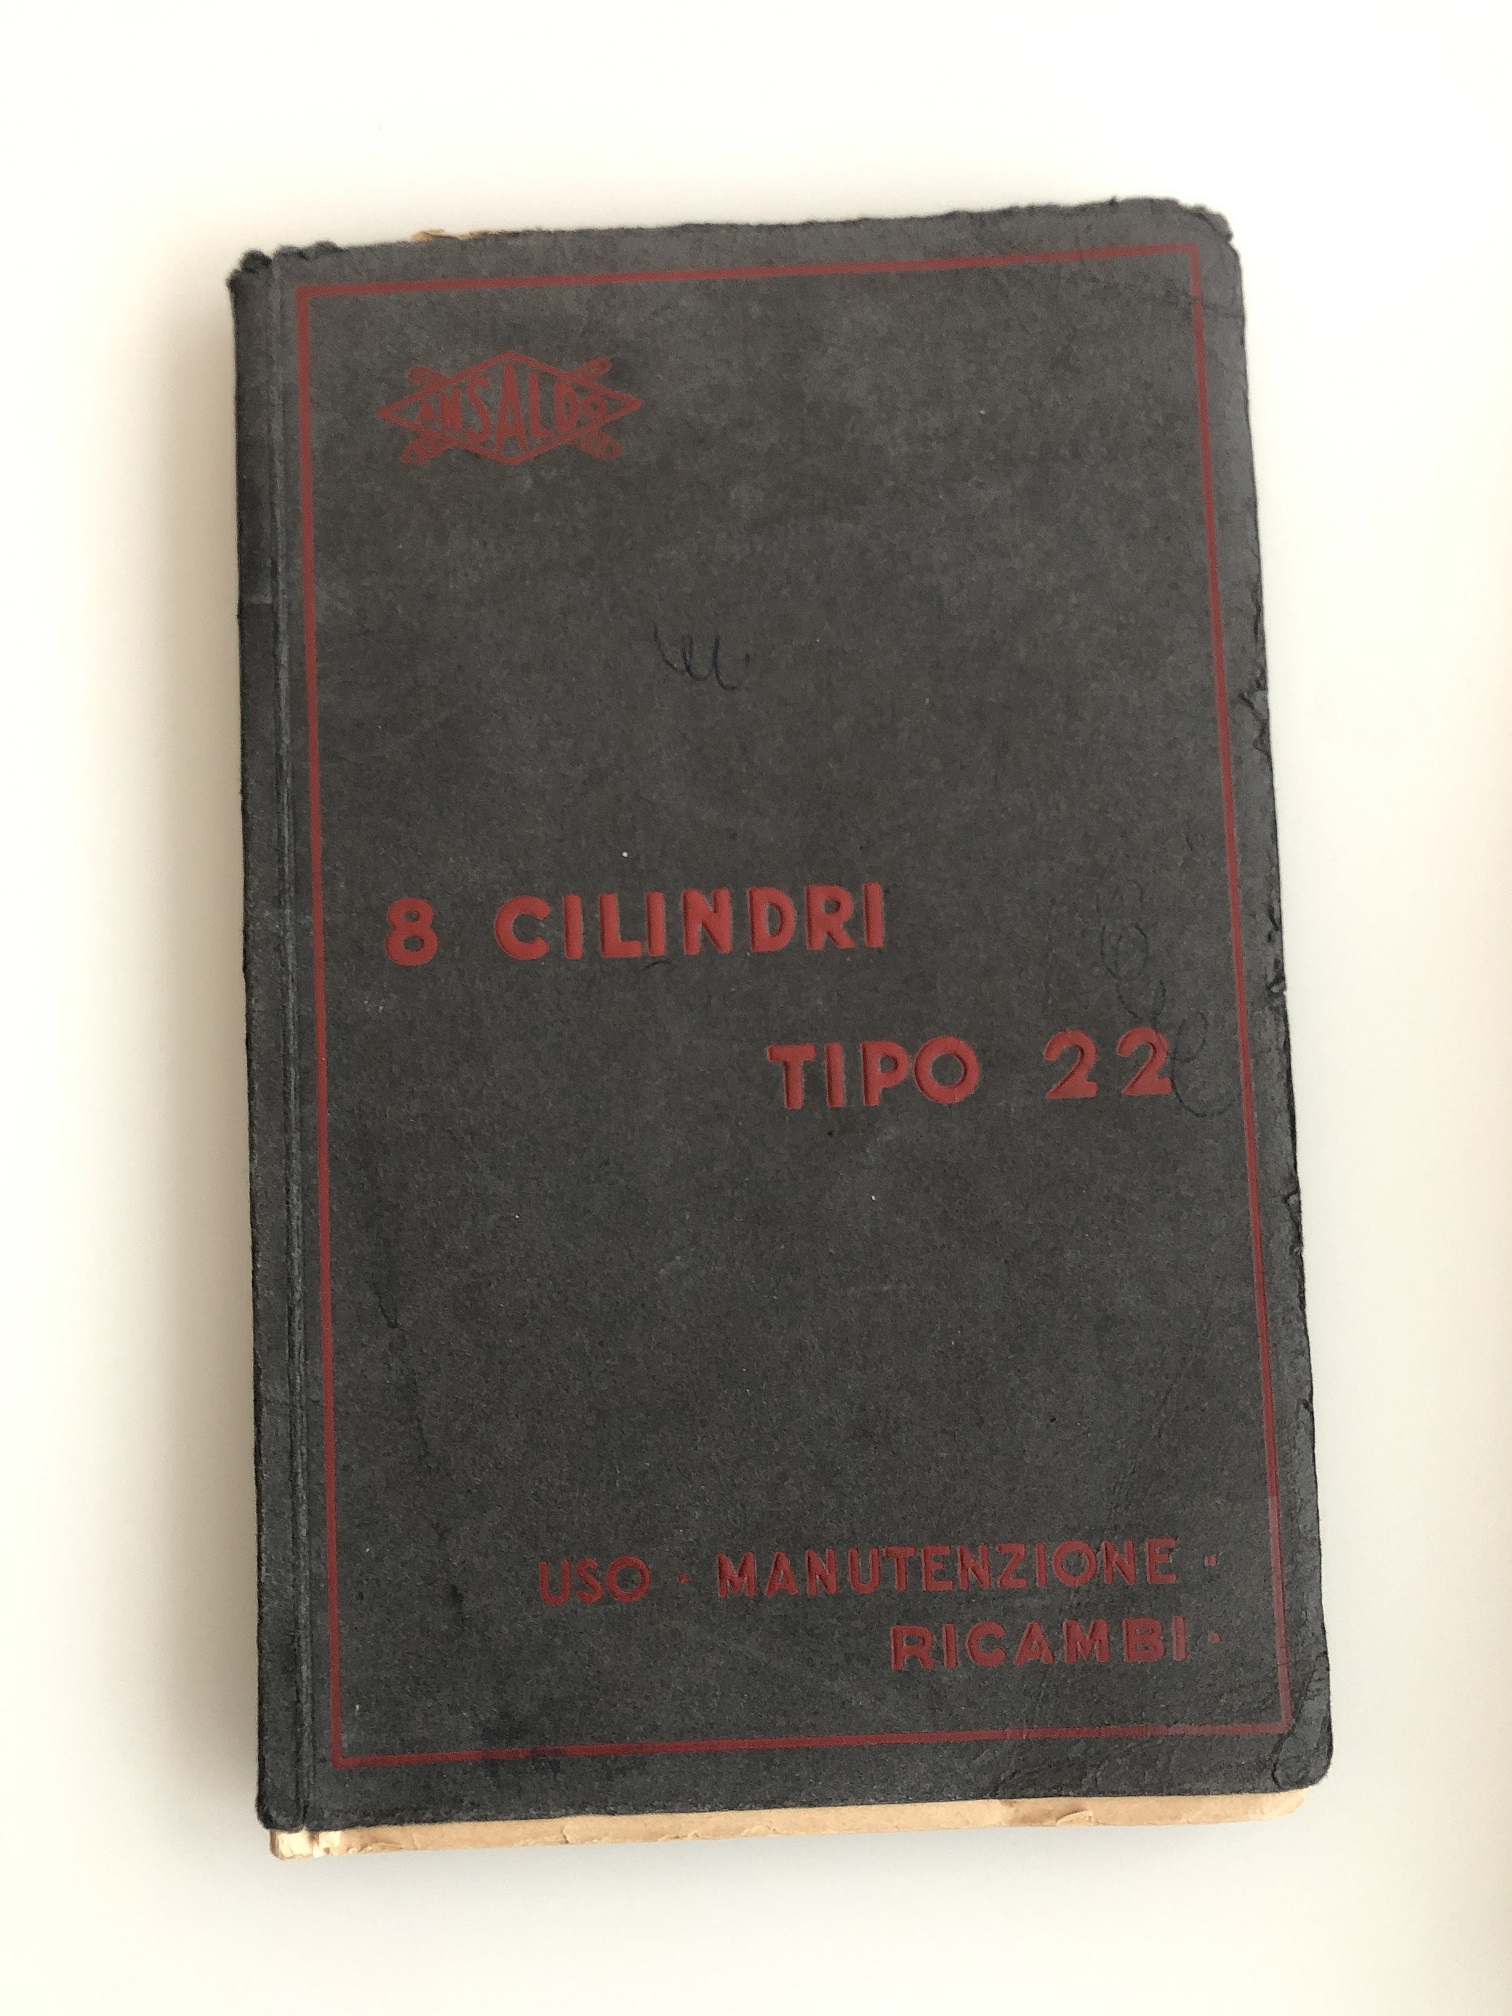 ANSALDO
8 CILINDRI
TIPO 22
USO - MANUTENZIONE -
RICAMBI -